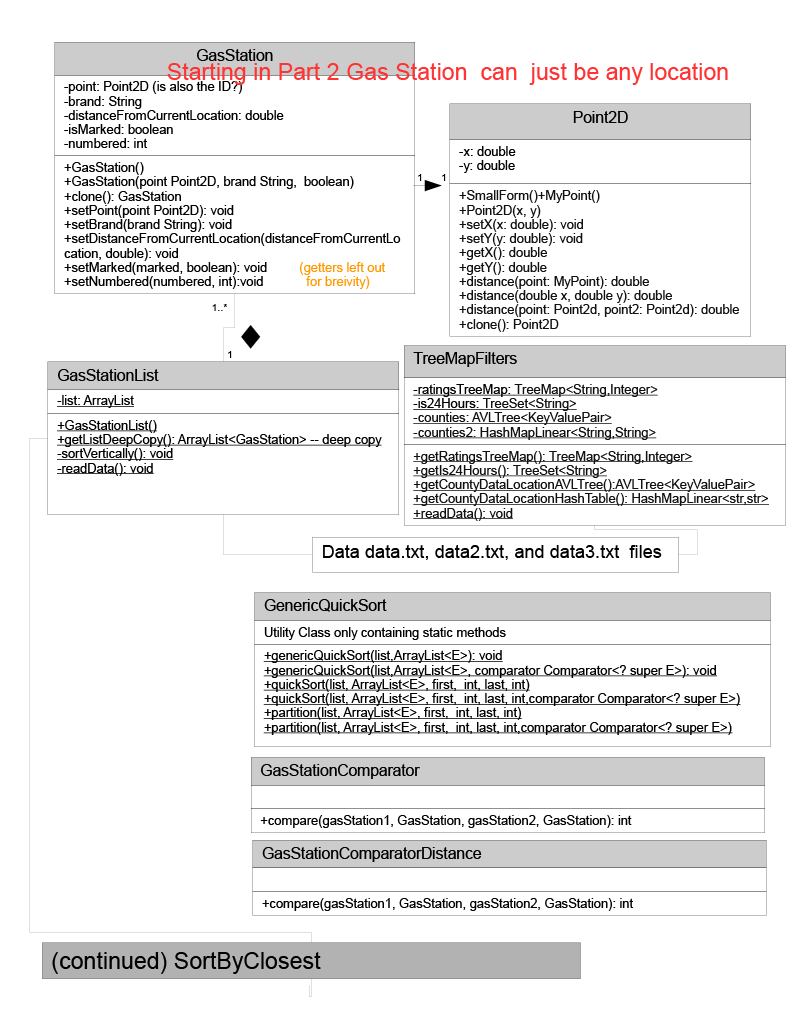 GasStation
Starting in Part 2 Gas Station can just be any location
-point: Point2D (is also the ID?)
-brand: String
-distanceFromCurrentLocation: double
-isMarked: boolean
-numbered: int
+GasStation()
+GasStation(point Point2D, brand String, boolean)
+clone(): GasStation
+setPoint(point Point2D): void
+setBrand(brand String): void
+setDistanceFromCurrentLocation(distanceFromCurrentLo
cation, double): void
+setMarked(marked, boolean): void
+setNumbered(numbered, int):void
(getters left out
for breivity)
1
1
Point2D
-x: double
-y: double
+SmallForm()+MyPoint()
+Point2D(x, y)
+setX(x: double): void
+setY(y: double): void
+getX(): double
+getY(): double
+distance(point: MyPoint): double
+distance(double x, double y): double
+distance(point: Point2d, point2: Point2d): double
+clone(): Point2D
1..*
1
GasStationList
-list: ArrayList
+GasStationList()
+getListDeepCopy(): ArrayList<GasStation> -- deep copy
-sortVertically(): void
-readData(): void
TreeMapFilters
-ratingsTreeMap: TreeMap<String,Integer>
-is24Hours: TreeSet<String>
-counties: AVLTree<KeyValuePair>
-counties2: HashMapLinear<String,String>
+getRatingsTreeMap(): TreeMap<String,Integer>
+getIs24Hours(): TreeSet<String>
+getCountyDataLocationAVLTree():AVLTree<KeyValuePair>
+getCountyDataLocationHashTable(): HashMapLinear<str,str>
+readData(): void
Data data.txt, data2.txt, and data3.txt files
GenericQuickSort
Utility Class only containing static methods
+genericQuickSort(list,ArrayList<E>): void
+genericQuickSort(list,ArrayList<E>, comparator Comparator<? super E>): void
+quickSort(list, ArrayList<E>, first, int, last, int)
+quickSort(list, ArrayList<E>, first, int, last, int,comparator Comparator<? super E>)
+partition(list, ArrayList<E>, first, int, last, int)
+partition(list, ArrayList<E>, first, int, last, int,comparator Comparator<? super E>)
GasStationComparator
+compare(gasStation1, GasStation, gasStation2, GasStation): int
GasStationComparatorDistance
+compare(gasStation1, GasStation, gasStation2, GasStation): int
(continued) SortByClosest